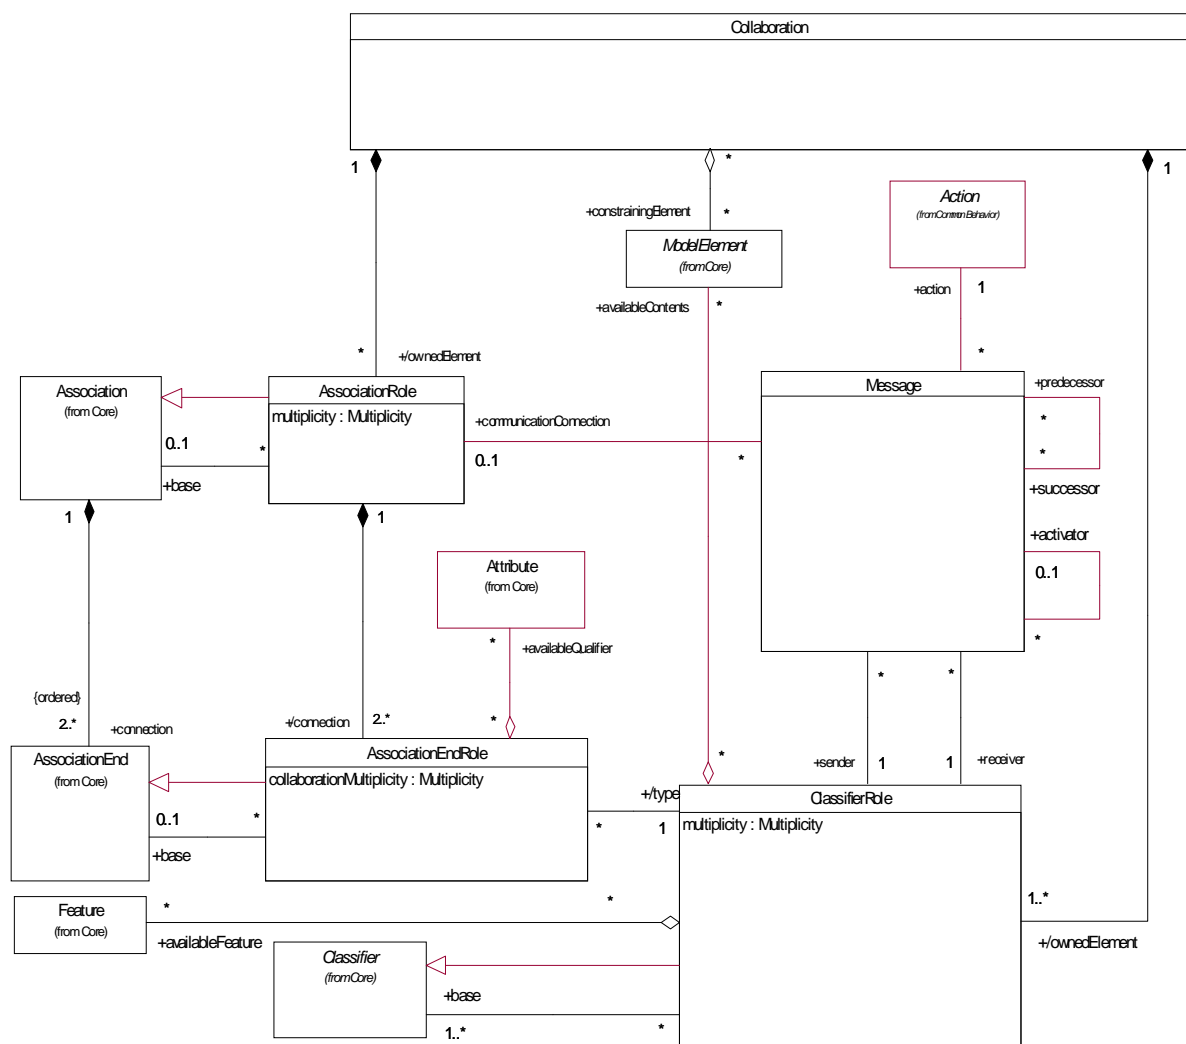 Collaboration
1
*
1
Action
(from Common Behavior)
+constrainingElement
*
ModelElement
(from Core)
+action
1
+availableContents
*
*
+/ownedElement
*
Association
(from Core)
AssociationRole
multiplicity : Multiplicity
Message
+predecessor
*
+communicationConnection
0..1
*
0..1
*
+base
*
+successor
1
1
+activator
0..1
*
Attribute
(from Core)
*
+availableQualifier
*
*
{ordered}
2..*
+connection
+/connection
2..*
*
*
AssociationEnd
(from Core)
AssociationEndRole
collaborationMultiplicity : Multiplicity
+sender
1
1
+receiver
+/type
1
*
ClassifierRole
multiplicity : Multiplicity
0..1
*
+base
Feature
(from Core)
*
+availableFeature
*
1..*
+/ownedElement
Classifier
(from Core)
+base
1..*
*